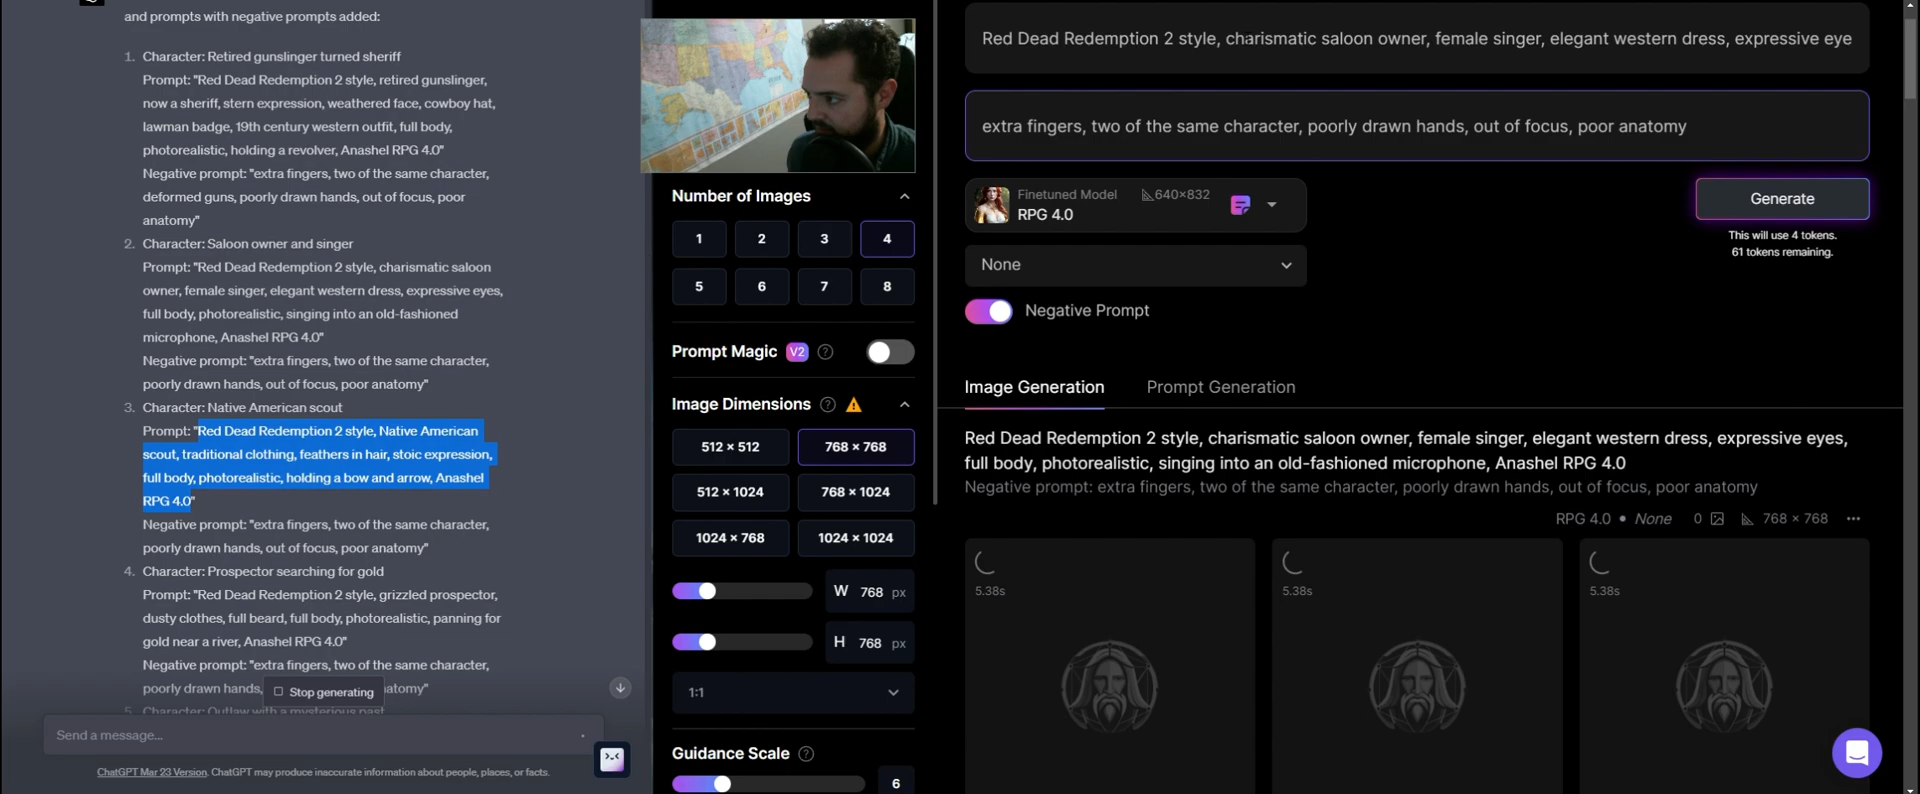 and prompts with negative prompts added:
1. Character: Retired gunslinger turned sheriff
Prompt: "Red Dead Redemption 2 style, retired gunslinger,
now a sheriff, stern expression, weathered face, cowboy hat,
lawman badge, 19th century western outfit, full body,
photorealistic, holding a revolver, Anashel RPG 4.0"
Negative prompt: "extra fingers, two of the same character,
deformed guns, poorly drawn hands, out of focus, poor
anatomy"
2. Character: Saloon owner and singer
Prompt: "Red Dead Redemption 2 style, charismatic saloon
owner, female singer, elegant western dress, expressive eyes,
full body, photorealistic, singing into an old-fashioned
microphone, Anashel RPG 4.0"
Negative prompt: "extra fingers, two of the same character,
poorly drawn hands, out of focus, poor anatomy"
3. Character: Native American scout
Prompt: "Red Dead Redemption 2 style, Native American
scout, traditional clothing, feathers in hair, stoic expression,
full body, photorealistic, holding a bow and arrow, Anashel
RPG 4.0"
Negative prompt: "extra fingers, two of the same character,
poorly drawn hands, out of focus, poor anatomy"
4. Character: Prospector searching for gold
Prompt: "Red Dead Redemption 2 style, grizzled prospector,
dusty clothes, full beard, full body, photorealistic, panning for
gold near a river, Anashel RPG 4.0"
Negative prompt: "extra fingers, two of the same character,
poorly drawn hands, atomy"
Stop generating
5. Character: Outlaw with a mysterious past
Send a message...
ChatGPT Mar 23 Version. ChatGPT may produce inaccurate information about people, places, or facts.
Number of Images
1 2 3 4
5 6 7 8
Prompt Magic V2 ?
Image Dimensions ?
512 × 512 768 × 768
512 × 1024 768 × 1024
1024 × 768 1024 × 1024
W 768 px
H 768 px
1:1
Guidance Scale ?
6
Red Dead Redemption 2 style, charismatic saloon owner, female singer, elegant western dress, expressive eye
extra fingers, two of the same character, poorly drawn hands, out of focus, poor anatomy
Finetuned Model 640×832
RPG 4.0
Generate
This will use 4 tokens.
61 tokens remaining.
None
Negative Prompt
Image Generation Prompt Generation
Red Dead Redemption 2 style, charismatic saloon owner, female singer, elegant western dress, expressive eyes,
full body, photorealistic, singing into an old-fashioned microphone, Anashel RPG 4.0
Negative prompt: extra fingers, two of the same character, poorly drawn hands, out of focus, poor anatomy
RPG 4.0 • None 0 768 × 768 ...
5.38s 5.38s 5.38s